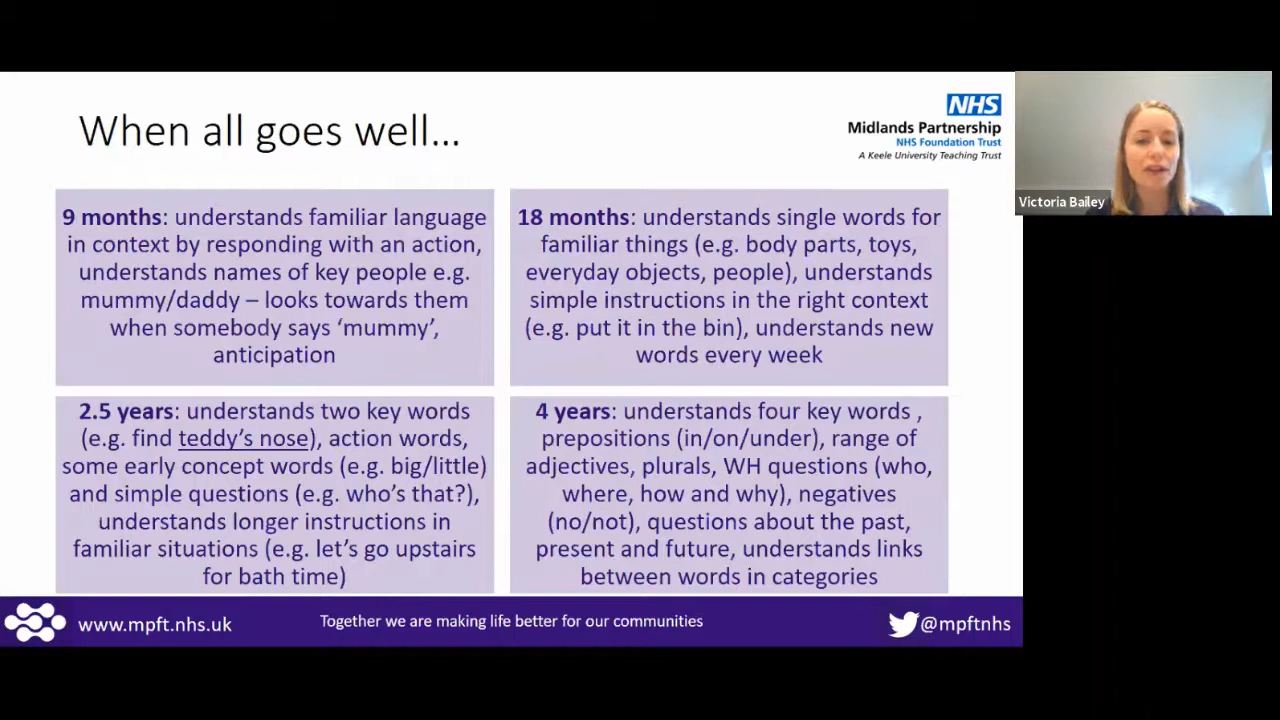 When all goes well...
NHS
Midlands Partnership
NHS Foundation Trust
A Keele University Teaching Trust
Victoria Bailey
9 months: understands familiar language
in context by responding with an action,
understands names of key people e.g.
mummy/daddy – looks towards them
when somebody says ‘mummy’,
anticipation
18 months: understands single words for
familiar things (e.g. body parts, toys,
everyday objects, people), understands
simple instructions in the right context
(e.g. put it in the bin), understands new
words every week
2.5 years: understands two key words
(e.g. find teddy’s nose), action words,
some early concept words (e.g. big/little)
and simple questions (e.g. who’s that?),
understands longer instructions in
familiar situations (e.g. let’s go upstairs
for bath time)
4 years: understands four key words ,
prepositions (in/on/under), range of
adjectives, plurals, WH questions (who,
where, how and why), negatives
(no/not), questions about the past,
present and future, understands links
between words in categories
www.mpft.nhs.uk
Together we are making life better for our communities
@mpftnhs